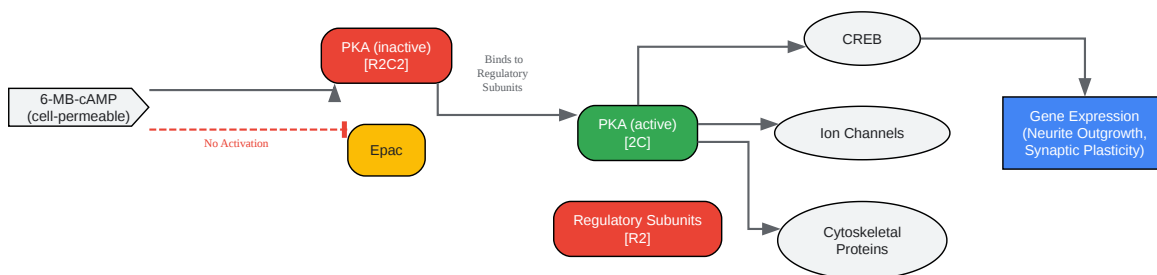 6-MB-cAMP
(cell-permeable)
PKA (inactive)
[R2C2]
No Activation
Epac
Binds to
Regulatory
Subunits
PKA (active)
[2C]
Regulatory Subunits
[R2]
CREB
Ion Channels
Cytoskeletal
Proteins
Gene Expression
(Neurite Outgrowth,
Synaptic Plasticity)